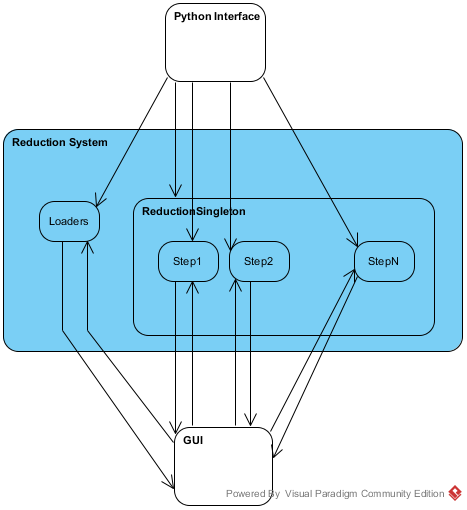 Python Interface
Reduction System
ReductionSingleton
Loaders
Step1
Step2
StepN
GUI
Powered By Visual Paradigm Community Edition